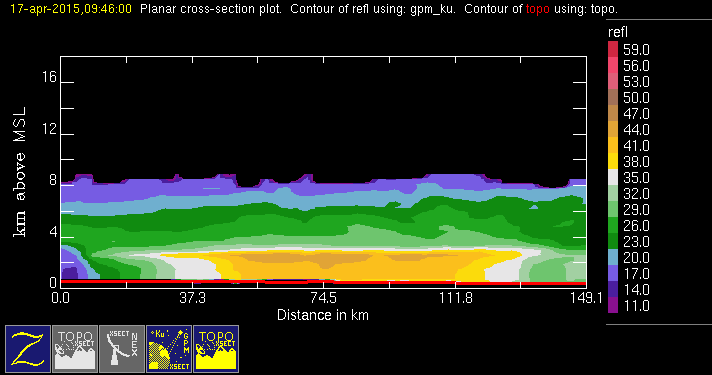 17-apr-2015,09:46:00 Planar cross-section plot. Contour of refl using: gpm_ku. Contour of topo using: topo.
refl
59.0
56.0
53.0
50.0
47.0
44.0
41.0
38.0
35.0
32.0
29.0
26.0
23.0
20.0
17.0
14.0
11.0
km above MSL
16
12
8
4
0
0.0 37.3 74.5 111.8 149.1
Distance in km
Z
TOPO XSECT
XSECT XM2
Ku GPM XSECT
TOPO XSECT